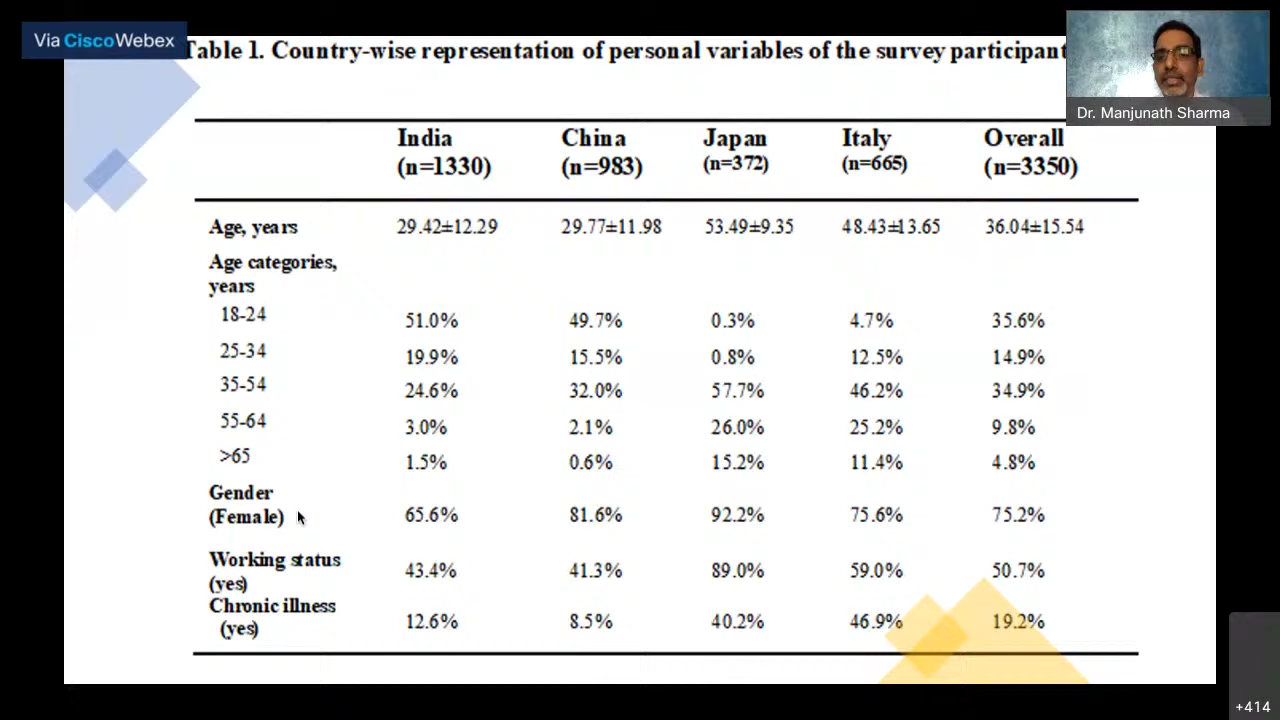 Via CiscoWebex
Table 1. Country-wise representation of personal variables of the survey participant
Dr. Manjunath Sharma
India China Japan Italy Overall
(n=1330) (n=983) (n=372) (n=665) (n=3350)
Age, years 29.42±12.29 29.77±11.98 53.49±9.35 48.43±13.65 36.04±15.54
Age categories,
years
18-24 51.0% 49.7% 0.3% 4.7% 35.6%
25-34 19.9% 15.5% 0.8% 12.5% 14.9%
35-54 24.6% 32.0% 57.7% 46.2% 34.9%
55-64 3.0% 2.1% 26.0% 25.2% 9.8%
>65 1.5% 0.6% 15.2% 11.4% 4.8%
Gender
(Female) 65.6% 81.6% 92.2% 75.6% 75.2%
Working status
(yes) 43.4% 41.3% 89.0% 59.0% 50.7%
Chronic illness
(yes) 12.6% 8.5% 40.2% 46.9% 19.2%
+414